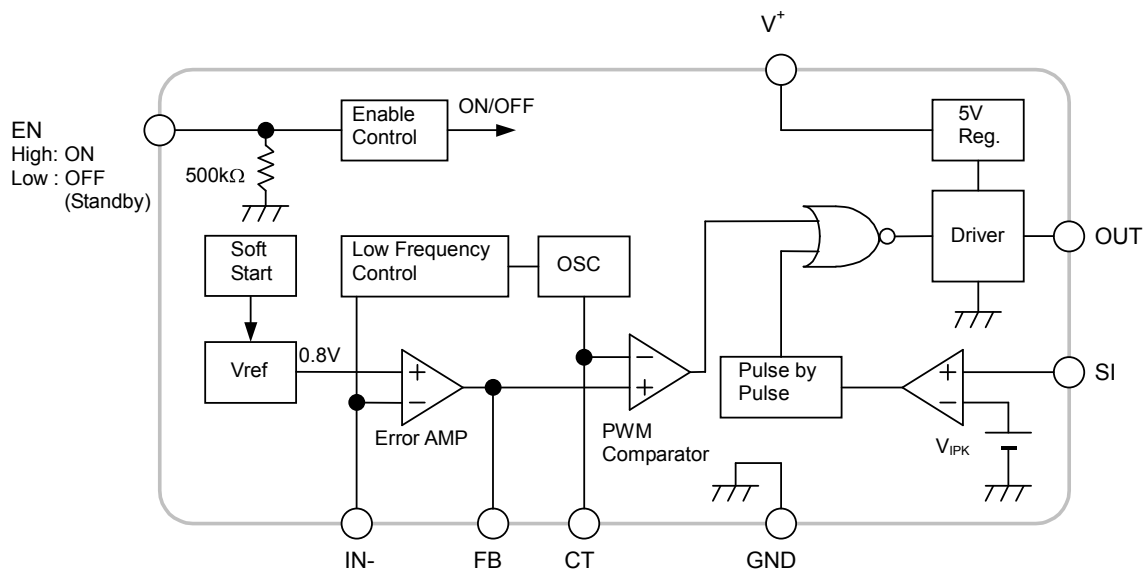 V+
EN
High: ON
Low : OFF
(Standby)
500kΩ
Enable
Control
ON/OFF
5V
Reg.
Soft
Start
Low Frequency
Control
OSC
Driver
OUT
Vref
0.8V
+
−
Error AMP
−
+
PWM
Comparator
Pulse by
Pulse
+
−
SI
VIPK
IN-
FB
CT
GND